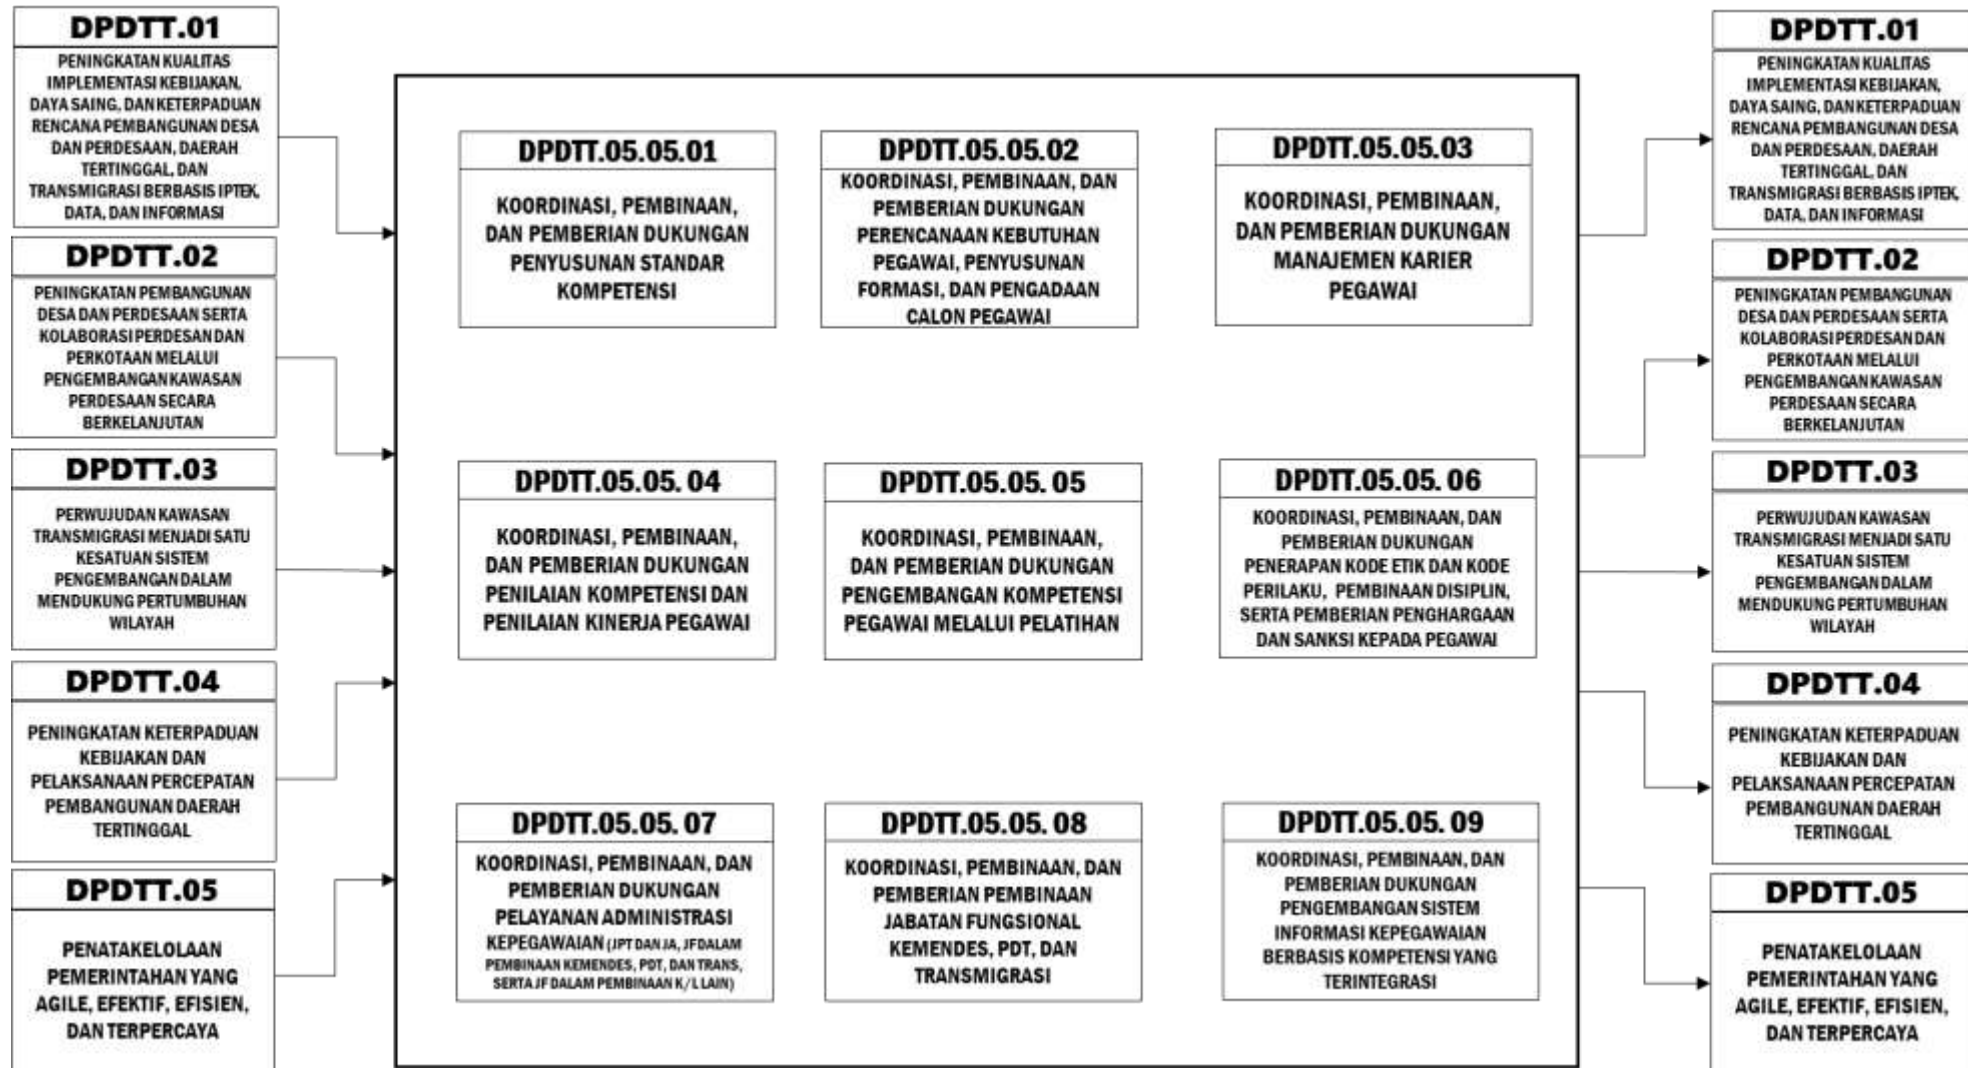 DPDTT.01
PENINGKATAN KUALITAS
IMPLEMENTASI KEBIJAKAN,
DAYA SAING, DAN KETERPADUAN
RENCANA PEMBANGUNAN DESA
DAN PERDESAAN, DAERAH
TERTINGGAL, DAN
TRANSMIGRASI BERBASIS IPTEK,
DATA, DAN INFORMASI
DPDTT.02
PENINGKATAN PEMBANGUNAN
DESA DAN PERDESAAN SERTA
KOLABORASI PERDESAN DAN
PERKOTAAN MELALUI
PENGEMBANGAN KAWASAN
PERDESAAN SECARA
BERKELANJUTAN
DPDTT.03
PERWUJUDAN KAWASAN
TRANSMIGRASI MENJADI SATU
KESATUAN SISTEM
PENGEMBANGAN DALAM
MENDUKUNG PERTUMBUHAN
WILAYAH
DPDTT.04
PENINGKATAN KETERPADUAN
KEBIJAKAN DAN
PELAKSANAAN PERCEPATAN
PEMBANGUNAN DAERAH
TERTINGGAL
DPDTT.05
PENATAKELOLAAN
PEMERINTAHAN YANG
AGILE, EFEKTIF, EFISIEN,
DAN TERPERCAYA
DPDTT.05.05.01
KOORDINASI, PEMBINAAN,
DAN PEMBERIAN DUKUNGAN
PENYUSUNAN STANDAR
KOMPETENSI
DPDTT.05.05.02
KOORDINASI, PEMBINAAN, DAN
PEMBERIAN DUKUNGAN
PERENCANAAN KEBUTUHAN
PEGAWAI, PENYUSUNAN
FORMASI, DAN PENGADAAN
CALON PEGAWAI
DPDTT.05.05.03
KOORDINASI, PEMBINAAN,
DAN PEMBERIAN DUKUNGAN
MANAJEMEN KARIER
PEGAWAI
DPDTT.05.05. 04
KOORDINASI, PEMBINAAN,
DAN PEMBERIAN DUKUNGAN
PENILAIAN KOMPETENSI DAN
PENILAIAN KINERJA PEGAWAI
DPDTT.05.05. 05
KOORDINASI, PEMBINAAN,
DAN PEMBERIAN DUKUNGAN
PENGEMBANGAN KOMPETENSI
PEGAWAI MELALUI PELATIHAN
DPDTT.05.05. 06
KOORDINASI, PEMBINAAN, DAN
PEMBERIAN DUKUNGAN
PENERAPAN KODE ETIK DAN KODE
PERILAKU, PEMBINAAN DISIPLIN,
SERTA PEMBERIAN PENGHARGAAN
DAN SANKSI KEPADA PEGAWAI
DPDTT.05.05. 07
KOORDINASI, PEMBINAAN, DAN
PEMBERIAN DUKUNGAN
PELAYANAN ADMINISTRASI
KEPEGAWAIAN (JPT DAN JA, JF DALAM
PEMBINAAN KEMENDES, PDT, DAN TRANS,
SERTA JF DALAM PEMBINAAN K/L LAIN)
DPDTT.05.05. 08
KOORDINASI, PEMBINAAN, DAN
PEMBERIAN PEMBINAAN
JABATAN FUNGSIONAL
KEMENDES, PDT, DAN
TRANSMIGRASI
DPDTT.05.05. 09
KOORDINASI, PEMBINAAN, DAN
PEMBERIAN DUKUNGAN
PENGEMBANGAN SISTEM
INFORMASI KEPEGAWAIAN
BERBASIS KOMPETENSI YANG
TERINTEGRASI
DPDTT.01
PENINGKATAN KUALITAS
IMPLEMENTASI KEBIJAKAN,
DAYA SAING, DAN KETERPADUAN
RENCANA PEMBANGUNAN DESA
DAN PERDESAAN, DAERAH
TERTINGGAL, DAN
TRANSMIGRASI BERBASIS IPTEK,
DATA, DAN INFORMASI
DPDTT.02
PENINGKATAN PEMBANGUNAN
DESA DAN PERDESAAN SERTA
KOLABORASI PERDESAN DAN
PERKOTAAN MELALUI
PENGEMBANGAN KAWASAN
PERDESAAN SECARA
BERKELANJUTAN
DPDTT.03
PERWUJUDAN KAWASAN
TRANSMIGRASI MENJADI SATU
KESATUAN SISTEM
PENGEMBANGAN DALAM
MENDUKUNG PERTUMBUHAN
WILAYAH
DPDTT.04
PENINGKATAN KETERPADUAN
KEBIJAKAN DAN
PELAKSANAAN PERCEPATAN
PEMBANGUNAN DAERAH
TERTINGGAL
DPDTT.05
PENATAKELOLAAN
PEMERINTAHAN YANG
AGILE, EFEKTIF, EFISIEN,
DAN TERPERCAYA